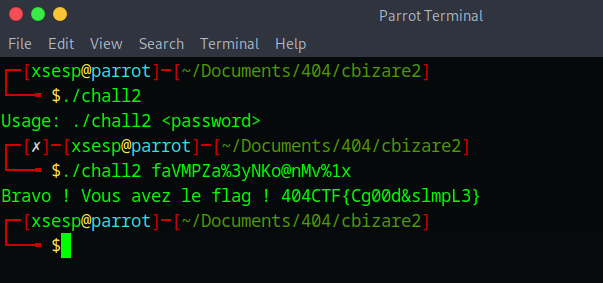 Parrot Terminal
File Edit View Search Terminal Help
┌─[xsesp@parrot]─[~/Documents/404/cbizare2]
└──╼ $./chall2
Usage: ./chall2 <password>
┌─[✗]─[xsesp@parrot]─[~/Documents/404/cbizare2]
└──╼ $./chall2 faVMPZa%3yNKo@nMv%1x
Bravo ! Vous avez le flag ! 404CTF{Cg00d&slmpL3}
┌─[xsesp@parrot]─[~/Documents/404/cbizare2]
└──╼ $